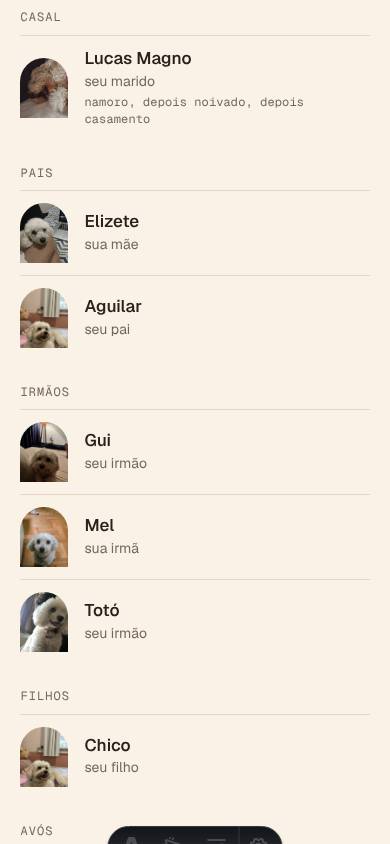 CASAL
Lucas Magno
seu marido
namoro, depois noivado, depois
casamento
PAIS
Elizete
sua mãe
Aguilar
seu pai
IRMÃOS
Gui
seu irmão
Mel
sua irmã
Totó
seu irmão
FILHOS
Chico
seu filho
AVÓS